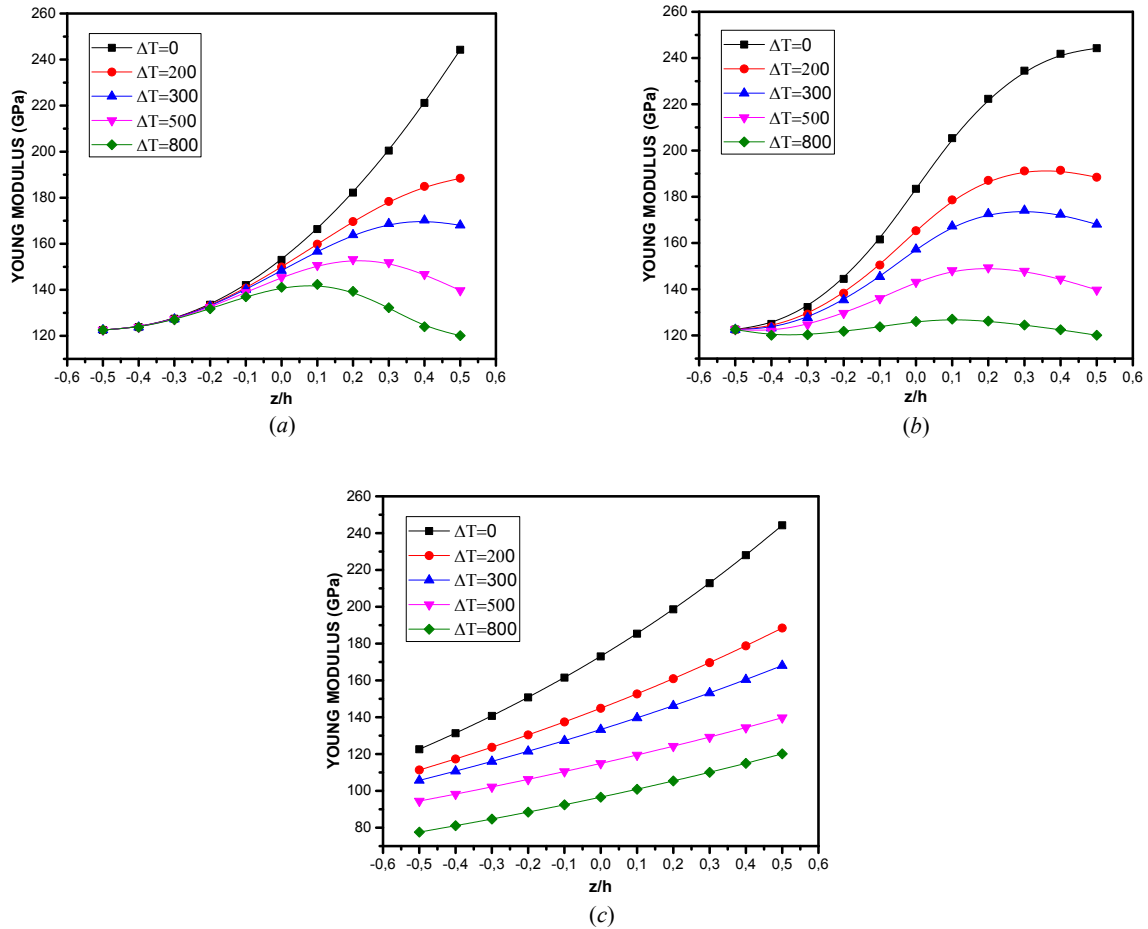 260
240
220
200
180
160
140
120
YOUNG MODULUS (GPa)
ΔT=0
ΔT=200
ΔT=300
ΔT=500
ΔT=800
-0,6 -0,5 -0,4 -0,3 -0,2 -0,1 0,0 0,1 0,2 0,3 0,4 0,5 0,6
z/h
(a)
260
240
220
200
180
160
140
120
YOUNG MODULUS (GPa)
ΔT=0
ΔT=200
ΔT=300
ΔT=500
ΔT=800
-0,6 -0,5 -0,4 -0,3 -0,2 -0,1 0,0 0,1 0,2 0,3 0,4 0,5 0,6
z/h
(b)
260
240
220
200
180
160
140
120
100
80
YOUNG MODULUS (GPa)
ΔT=0
ΔT=200
ΔT=300
ΔT=500
ΔT=800
-0,6 -0,5 -0,4 -0,3 -0,2 -0,1 0,0 0,1 0,2 0,3 0,4 0,5 0,6
z/h
(c)